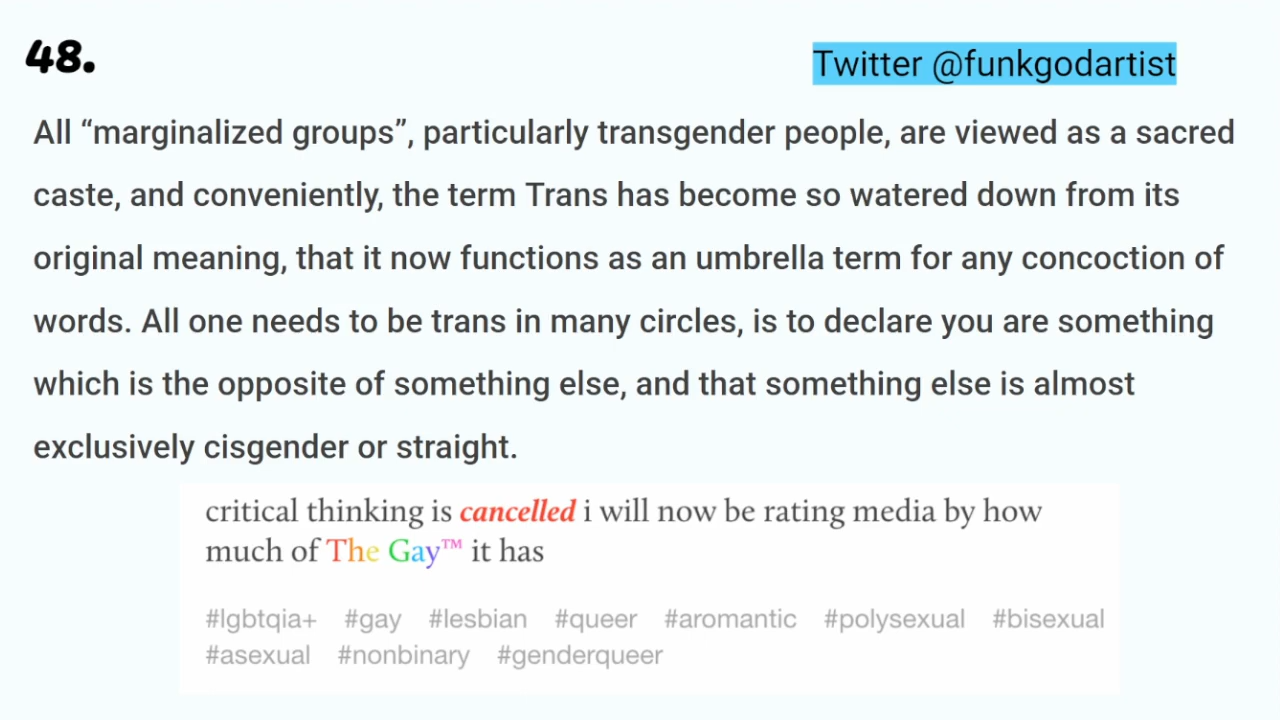 48.
Twitter @funkgodartist
All “marginalized groups”, particularly transgender people, are viewed as a sacred
caste, and conveniently, the term Trans has become so watered down from its
original meaning, that it now functions as an umbrella term for any concoction of
words. All one needs to be trans in many circles, is to declare you are something
which is the opposite of something else, and that something else is almost
exclusively cisgender or straight.
critical thinking is cancelled i will now be rating media by how
much of The Gay™ it has
#lgbtqia+ #gay #lesbian #queer #aromantic #polysexual #bisexual
#asexual #nonbinary #genderqueer